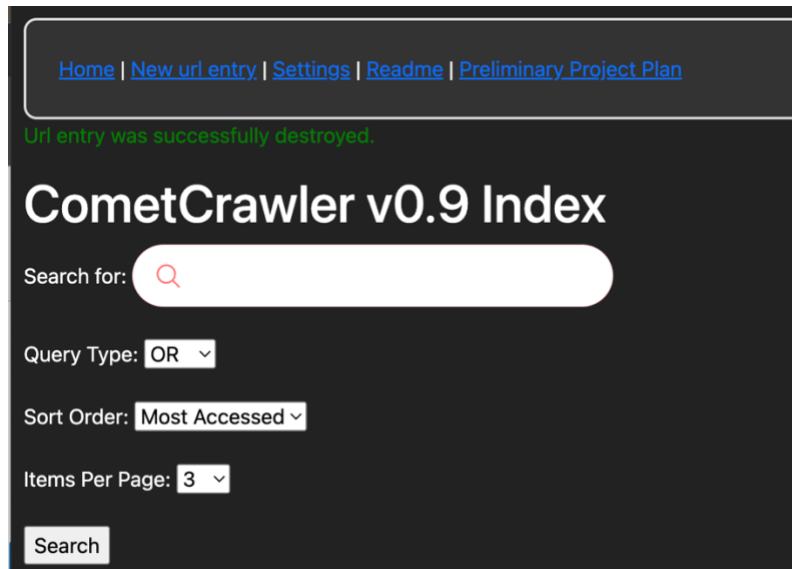 Home | New url entry | Settings | Readme | Preliminary Project Plan
Url entry was successfully destroyed.
CometCrawler v0.9 Index
Search for:
Query Type: OR
Sort Order: Most Accessed
Items Per Page: 3
Search